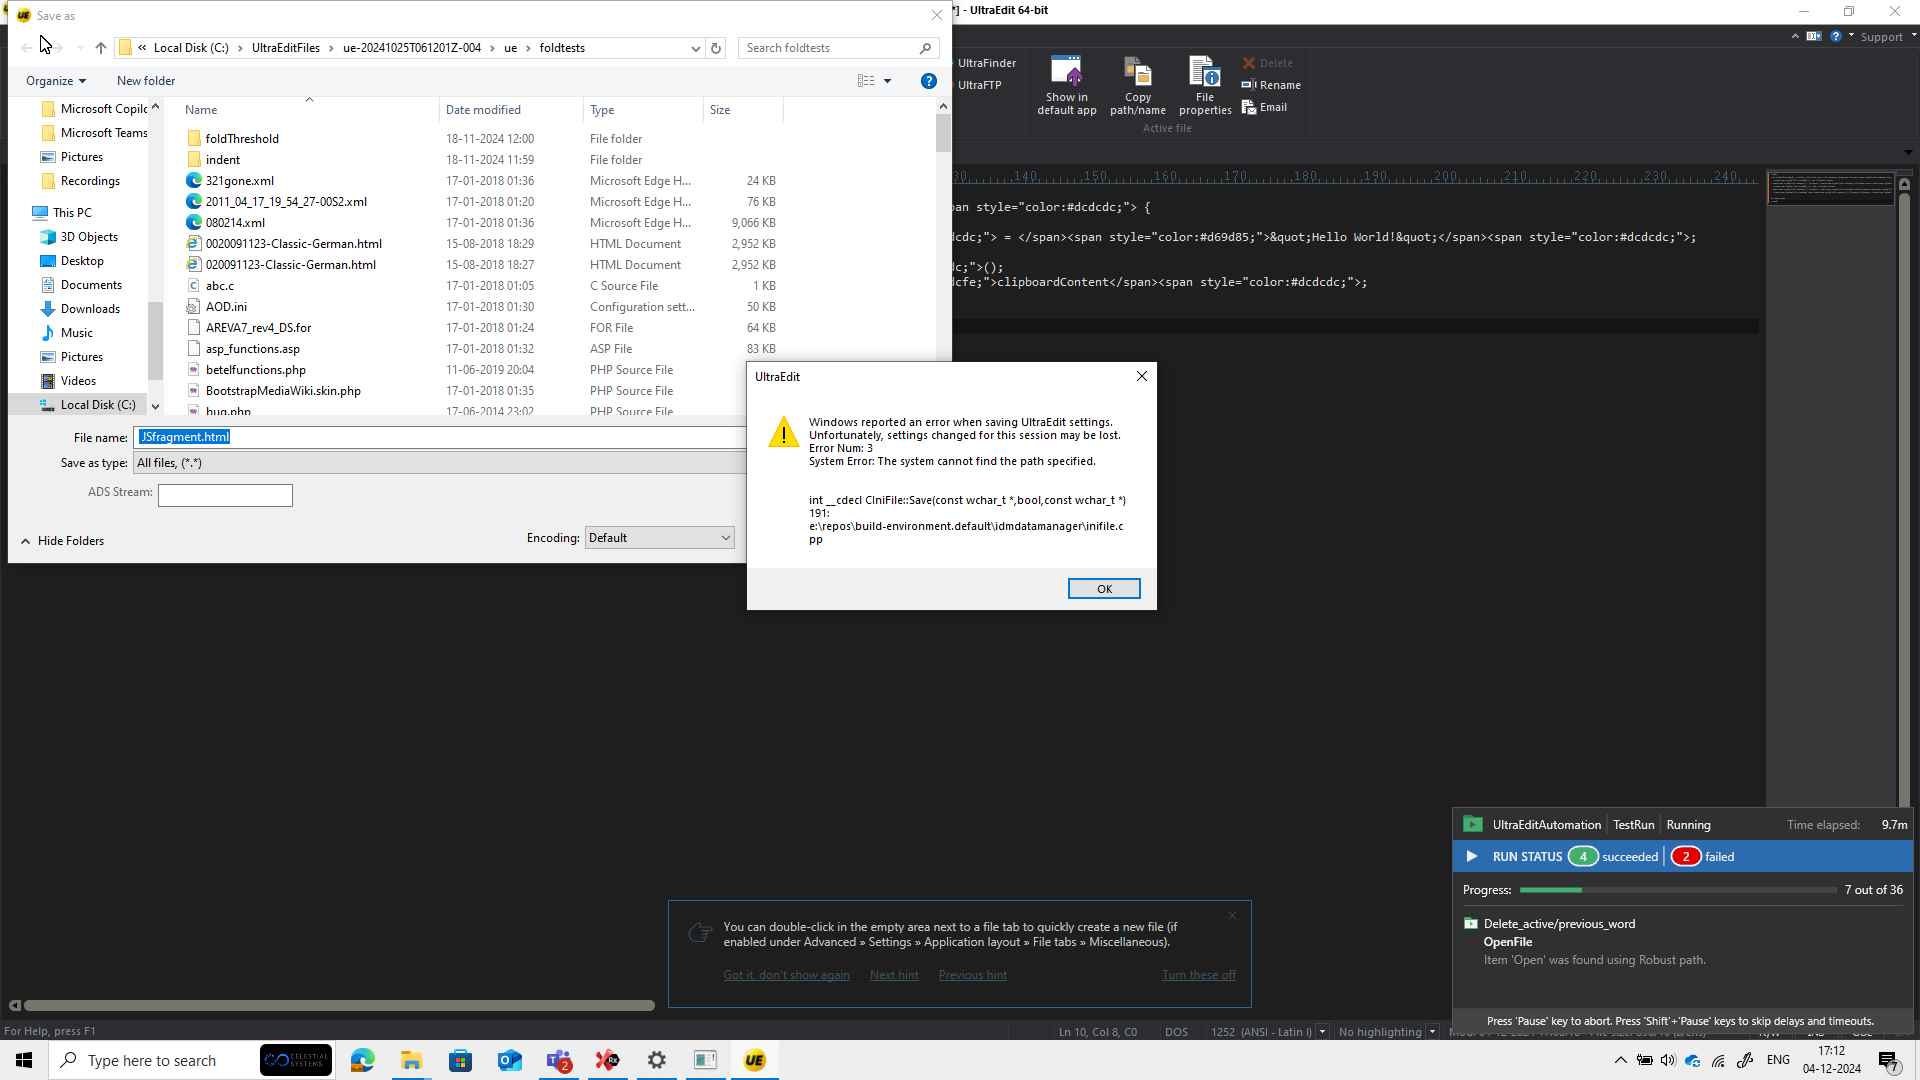 Save as
*] - UltraEdit 64-bit
« Local Disk (C:) › UltraEditFiles › ue-20241025T061201Z-004 › ue › foldtests
Search foldtests
Support
Organize
New folder
UltraFinder
UltraFTP
Show in
default app
Copy
path/name
File
properties
Delete
Rename
Email
Active file
Microsoft Copilc
Microsoft Teams
Pictures
Recordings
This PC
3D Objects
Desktop
Documents
Downloads
Music
Pictures
Videos
Local Disk (C:)
Name Date modified Type Size
foldThreshold 18-11-2024 12:00 File folder
indent 18-11-2024 11:59 File folder
321gone.xml 17-01-2018 01:36 Microsoft Edge H... 24 KB
2011_04_17_19_54_27-00S2.xml 17-01-2018 01:20 Microsoft Edge H... 76 KB
080214.xml 17-01-2018 01:36 Microsoft Edge H... 9,066 KB
0020091123-Classic-German.html 15-08-2018 18:29 HTML Document 2,952 KB
020091123-Classic-German.html 15-08-2018 18:27 HTML Document 2,952 KB
abc.c 17-01-2018 01:05 C Source File 1 KB
AOD.ini 17-01-2018 01:30 Configuration sett... 50 KB
AREVA7_rev4_DS.for 17-01-2018 01:24 FOR File 64 KB
asp_functions.asp 17-01-2018 01:32 ASP File 83 KB
betelfunctions.php 11-06-2019 20:04 PHP Source File
BootstrapMediaWiki.skin.php 17-01-2018 01:35 PHP Source File
bug.php 17-06-2014 23:02 PHP Source File
File name: JSfragment.html
Save as type: All files, (*.*)
ADS Stream:
Hide Folders
Encoding: Default
30 140 150 160 170 180 190 200 210 220 230 240
pan style="color:#dcdcdc;"> {
dcdc;"> = </span><span style="color:#d69d85;">&quot;Hello World!&quot;</span><span style="color:#dcdcdc;">;
dc;">();
dcfe;">clipboardContent</span><span style="color:#dcdcdc;">;
UltraEdit
Windows reported an error when saving UltraEdit settings.
Unfortunately, settings changed for this session may be lost.
Error Num: 3
System Error: The system cannot find the path specified.
int __cdecl CIniFile::Save(const wchar_t *,bool,const wchar_t *)
191:
e:\repos\build-environment.default\idmdatamanager\inifile.c
pp
OK
UltraEditAutomation TestRun Running Time elapsed: 9.7m
RUN STATUS 4 succeeded 2 failed
Progress: 7 out of 36
Delete_active/previous_word
OpenFile
Item 'Open' was found using Robust path.
Press 'Pause' key to abort. Press 'Shift'+'Pause' keys to skip delays and timeouts.
You can double-click in the empty area next to a file tab to quickly create a new file (if
enabled under Advanced » Settings » Application layout » File tabs » Miscellaneous).
Got it, don't show again Next hint Previous hint Turn these off
For Help, press F1
Ln 10, Col 8, C0 DOS 1252 (ANSI - Latin I) No highlighting
Type here to search
CELESTIAL
SYSTEMS
2
UE
ENG
17:12
04-12-2024
7